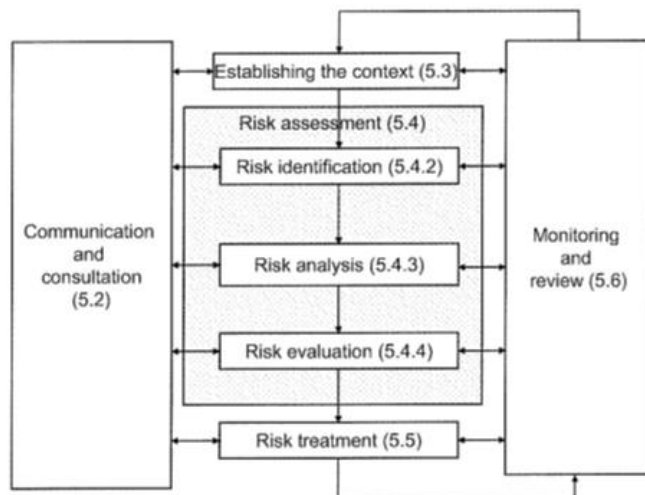 Establishing the context (5.3)
Risk assessment (5.4)
Risk identification (5.4.2)
Communication
and
consultation
(5.2)
Risk analysis (5.4.3)
Monitoring
and
review (5.6)
Risk evaluation (5.4.4)
Risk treatment (5.5)